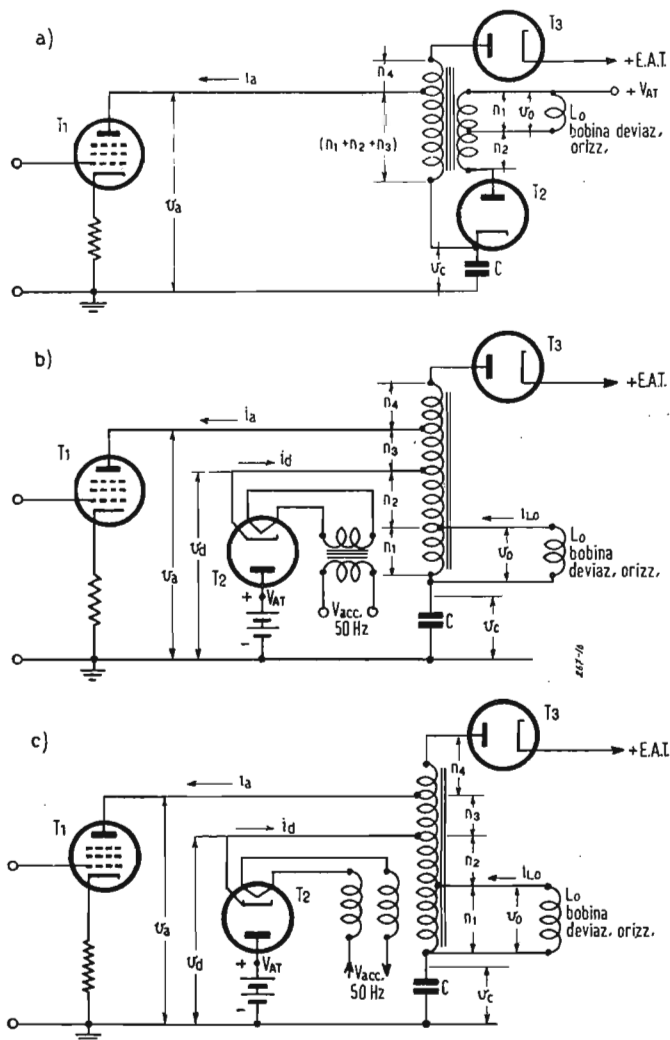 a)
T3
+ E.A.T.
n4
ia
+ VAT
T1
n1
υo
Lo
bobina
deviaz.
orizz.
(n1 + n2 + n3)
n2
υa
T2
υc
C
b)
T3
+E.A.T.
n4
ia
n3
T1
id
n2
iLo
n1
υo
Lo
bobina
deviaz. orizz.
υa
υd
T2
+ VAT
-
Vacc.
50 Hz
C
υc
c)
T3
+E.A.T.
n4
ia
n3
T1
id
n2
iLo
T2
n1
υo
Lo
bobina
deviaz. orizz.
υa
υd
+ VAT
-
Vacc.
50 Hz
C
υc